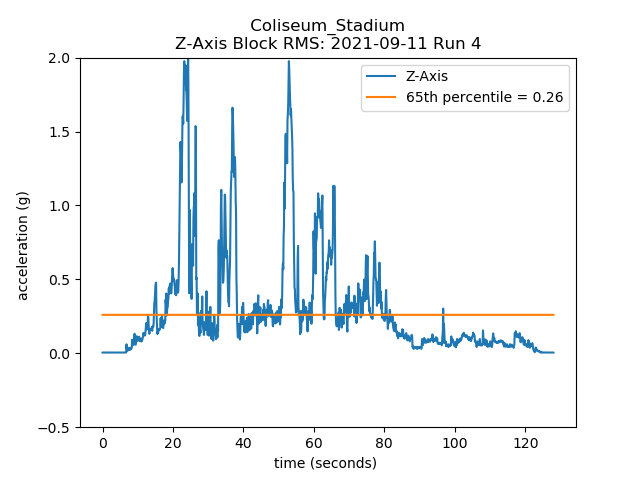 Coliseum_Stadium
Z-Axis Block RMS: 2021-09-11 Run 4
Z-Axis
65th percentile = 0.26
2.0
1.5
1.0
0.5
0.0
−0.5
acceleration (g)
0 20 40 60 80 100 120
time (seconds)